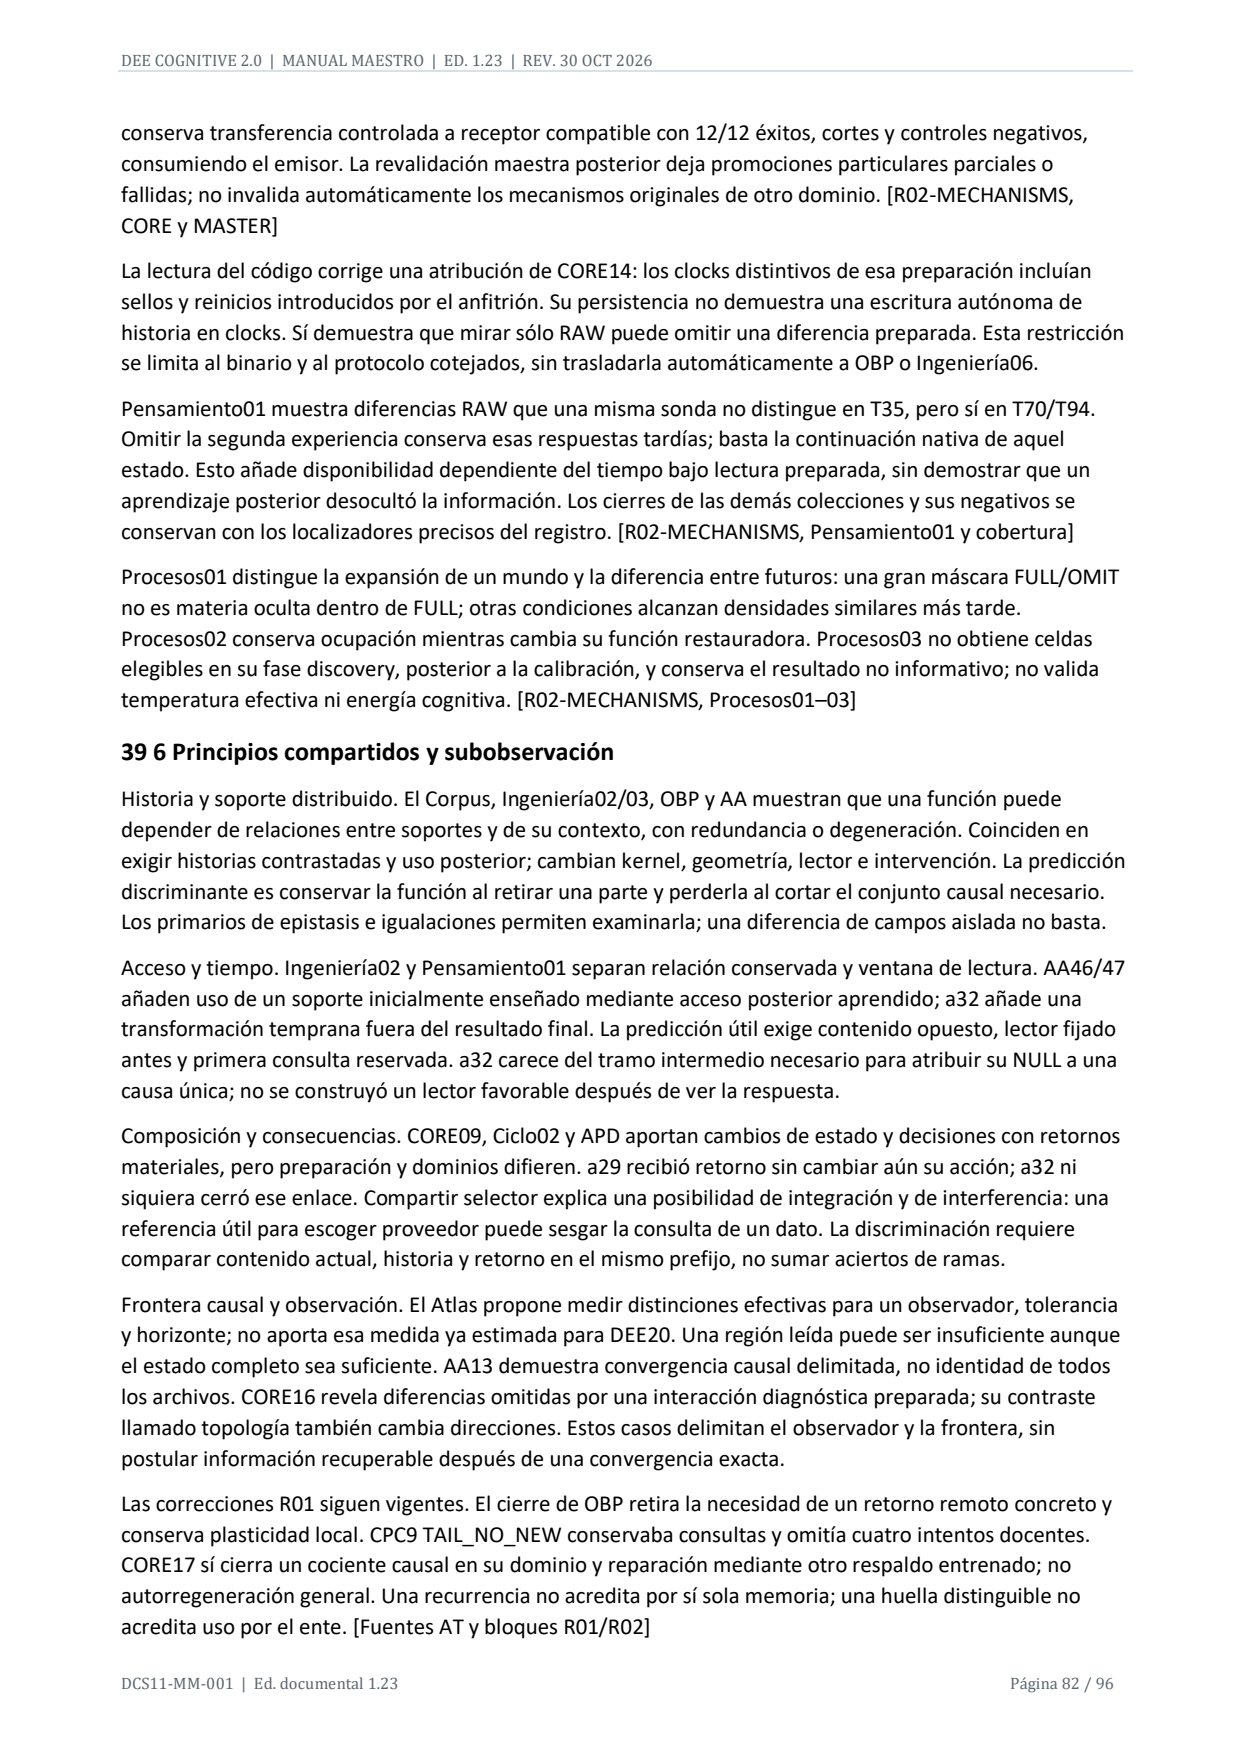 DEE COGNITIVE 2.0 | MANUAL MAESTRO | ED. 1.23 | REV. 30 OCT 2026
conserva transferencia controlada a receptor compatible con 12/12 éxitos, cortes y controles negativos,
consumiendo el emisor. La revalidación maestra posterior deja promociones particulares parciales o
fallidas; no invalida automáticamente los mecanismos originales de otro dominio. [R02-MECHANISMS,
CORE y MASTER]
La lectura del código corrige una atribución de CORE14: los clocks distintivos de esa preparación incluían
sellos y reinicios introducidos por el anfitrión. Su persistencia no demuestra una escritura autónoma de
historia en clocks. Sí demuestra que mirar sólo RAW puede omitir una diferencia preparada. Esta restricción
se limita al binario y al protocolo cotejados, sin trasladarla automáticamente a OBP o Ingeniería06.
Pensamiento01 muestra diferencias RAW que una misma sonda no distingue en T35, pero sí en T70/T94.
Omitir la segunda experiencia conserva esas respuestas tardías; basta la continuación nativa de aquel
estado. Esto añade disponibilidad dependiente del tiempo bajo lectura preparada, sin demostrar que un
aprendizaje posterior desocultó la información. Los cierres de las demás colecciones y sus negativos se
conservan con los localizadores precisos del registro. [R02-MECHANISMS, Pensamiento01 y cobertura]
Procesos01 distingue la expansión de un mundo y la diferencia entre futuros: una gran máscara FULL/OMIT
no es materia oculta dentro de FULL; otras condiciones alcanzan densidades similares más tarde.
Procesos02 conserva ocupación mientras cambia su función restauradora. Procesos03 no obtiene celdas
elegibles en su fase discovery, posterior a la calibración, y conserva el resultado no informativo; no valida
temperatura efectiva ni energía cognitiva. [R02-MECHANISMS, Procesos01–03]
39 6 Principios compartidos y subobservación
Historia y soporte distribuido. El Corpus, Ingeniería02/03, OBP y AA muestran que una función puede
depender de relaciones entre soportes y de su contexto, con redundancia o degeneración. Coinciden en
exigir historias contrastadas y uso posterior; cambian kernel, geometría, lector e intervención. La predicción
discriminante es conservar la función al retirar una parte y perderla al cortar el conjunto causal necesario.
Los primarios de epistasis e igualaciones permiten examinarla; una diferencia de campos aislada no basta.
Acceso y tiempo. Ingeniería02 y Pensamiento01 separan relación conservada y ventana de lectura. AA46/47
añaden uso de un soporte inicialmente enseñado mediante acceso posterior aprendido; a32 añade una
transformación temprana fuera del resultado final. La predicción útil exige contenido opuesto, lector fijado
antes y primera consulta reservada. a32 carece del tramo intermedio necesario para atribuir su NULL a una
causa única; no se construyó un lector favorable después de ver la respuesta.
Composición y consecuencias. CORE09, Ciclo02 y APD aportan cambios de estado y decisiones con retornos
materiales, pero preparación y dominios difieren. a29 recibió retorno sin cambiar aún su acción; a32 ni
siquiera cerró ese enlace. Compartir selector explica una posibilidad de integración y de interferencia: una
referencia útil para escoger proveedor puede sesgar la consulta de un dato. La discriminación requiere
comparar contenido actual, historia y retorno en el mismo prefijo, no sumar aciertos de ramas.
Frontera causal y observación. El Atlas propone medir distinciones efectivas para un observador, tolerancia
y horizonte; no aporta esa medida ya estimada para DEE20. Una región leída puede ser insuficiente aunque
el estado completo sea suficiente. AA13 demuestra convergencia causal delimitada, no identidad de todos
los archivos. CORE16 revela diferencias omitidas por una interacción diagnóstica preparada; su contraste
llamado topología también cambia direcciones. Estos casos delimitan el observador y la frontera, sin
postular información recuperable después de una convergencia exacta.
Las correcciones R01 siguen vigentes. El cierre de OBP retira la necesidad de un retorno remoto concreto y
conserva plasticidad local. CPC9 TAIL_NO_NEW conservaba consultas y omitía cuatro intentos docentes.
CORE17 sí cierra un cociente causal en su dominio y reparación mediante otro respaldo entrenado; no
autorregeneración general. Una recurrencia no acredita por sí sola memoria; una huella distinguible no
acredita uso por el ente. [Fuentes AT y bloques R01/R02]
DCS11-MM-001 | Ed. documental 1.23
Página 82 / 96